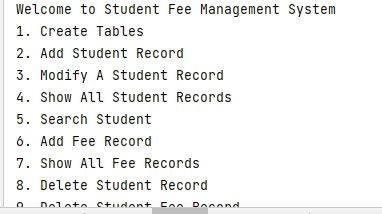 Welcome to Student Fee Management System
1. Create Tables
2. Add Student Record
3. Modify A Student Record
4. Show All Student Records
5. Search Student
6. Add Fee Record
7. Show All Fee Records
8. Delete Student Record
9. Delete Student Fee Record